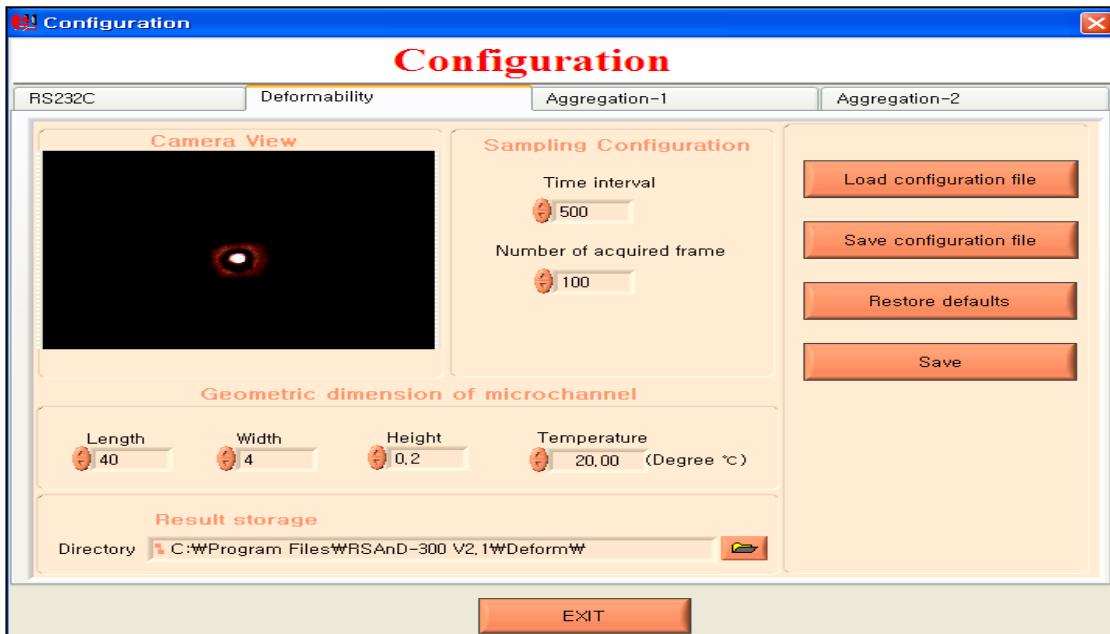 Configuration
Configuration
RS232C Deformability Aggregation-1 Aggregation-2
Camera View
Sampling Configuration
Time interval
500
Number of acquired frame
100
Load configuration file
Save configuration file
Restore defaults
Save
Geometric dimension of microchannel
Length Width Height Temperature
40 4 0.2 20.00 (Degree ℃)
Result storage
Directory C:₩Program Files₩RSAnD-300 V2.1₩Deform₩
EXIT